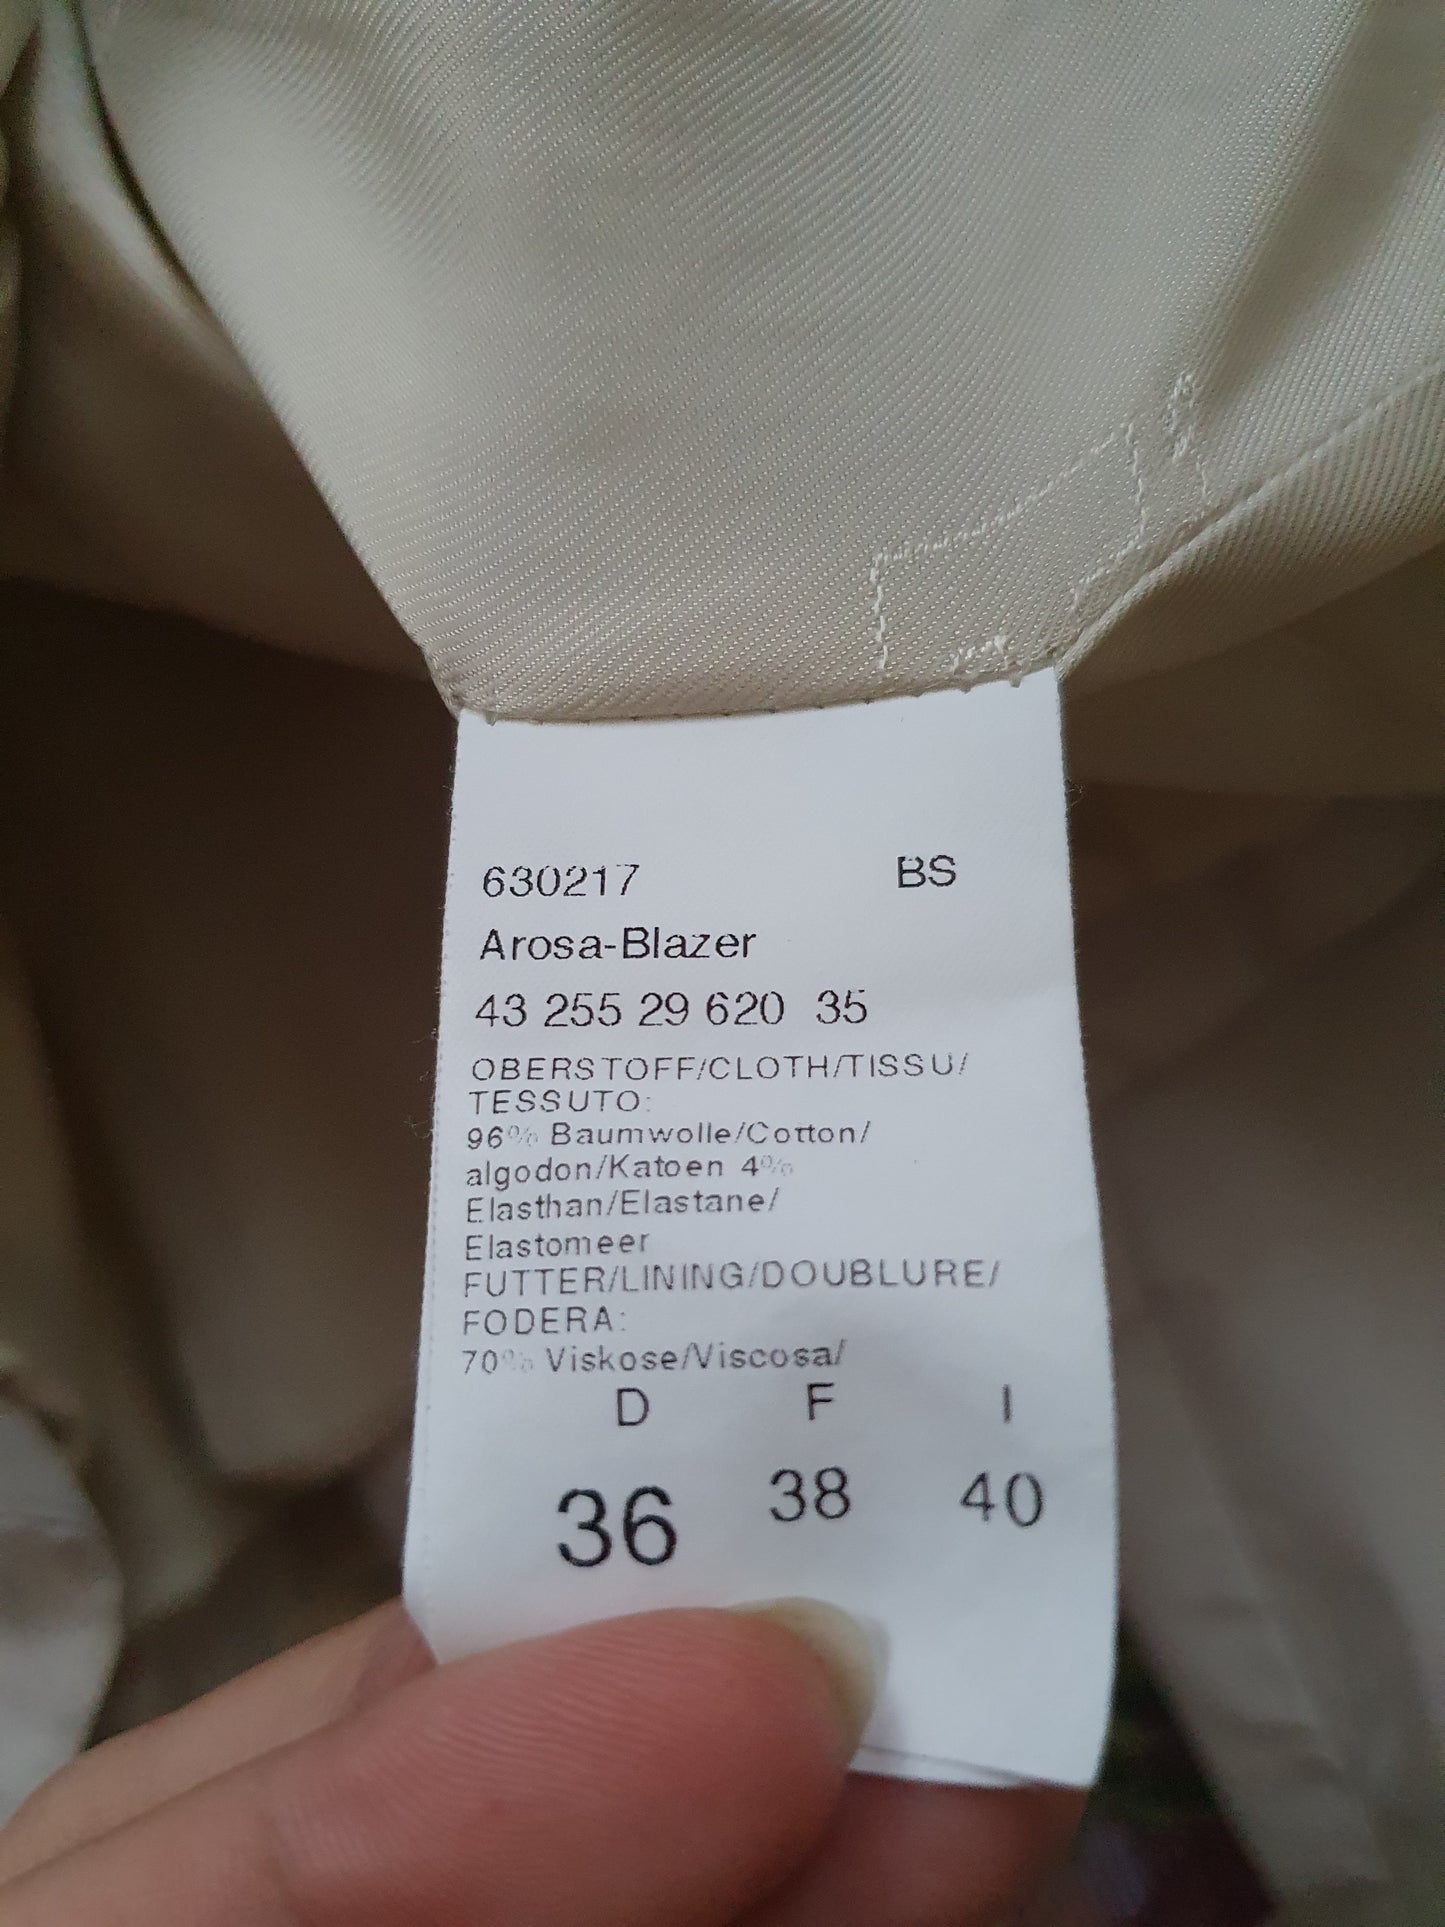 630217 BS
Arosa-Blazer
43 255 29 620 35
OBERSTOFF/CLOTH/TISSU/
TESSUTO:
96% Baumwolle/Cotton/
algodon/Katoen 4%
Elasthan/Elastane/
Elastomeer
FUTTER/LINING/DOUBLURE/
FODERA:
70% Viskose/Viscosa/
D F I
36 38 40